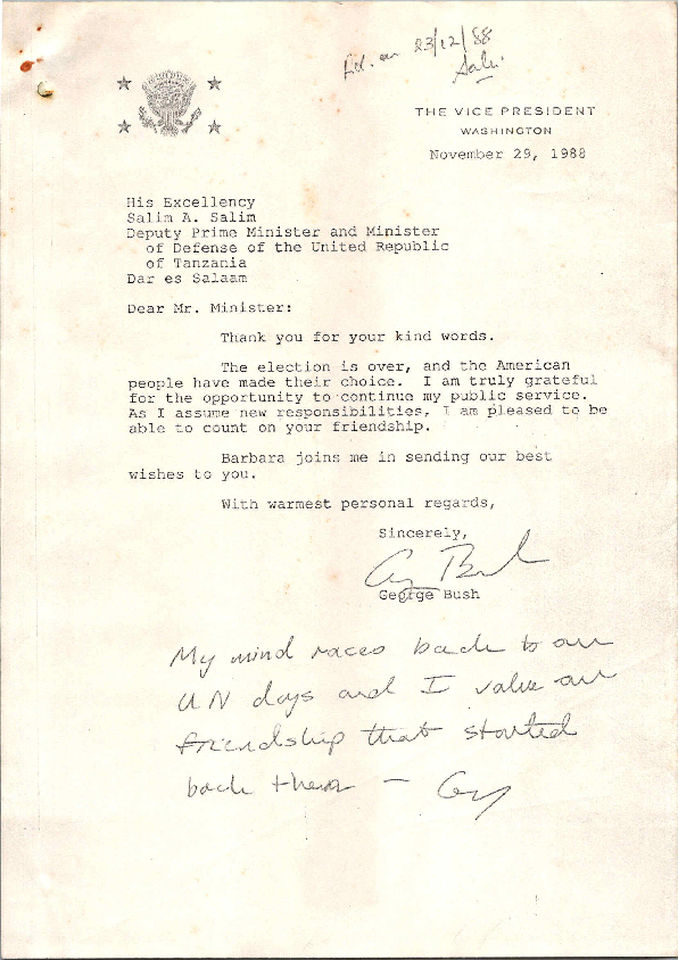 23/12/88
Salim
THE VICE PRESIDENT
WASHINGTON
November 29, 1988
His Excellency
Salim A. Salim
Deputy Prime Minister and Minister
of Defense of the United Republic
of Tanzania
Dar es Salaam
Dear Mr. Minister:
Thank you for your kind words.
The election is over, and the American
people have made their choice. I am truly grateful
for the opportunity to continue my public service.
As I assume new responsibilities, I am pleased to be
able to count on your friendship.
Barbara joins me in sending our best
wishes to you.
With warmest personal regards,
Sincerely,
Gy Bush
George Bush
My mind races back to our
UN days and I value our
friendship that started
back then — Gy